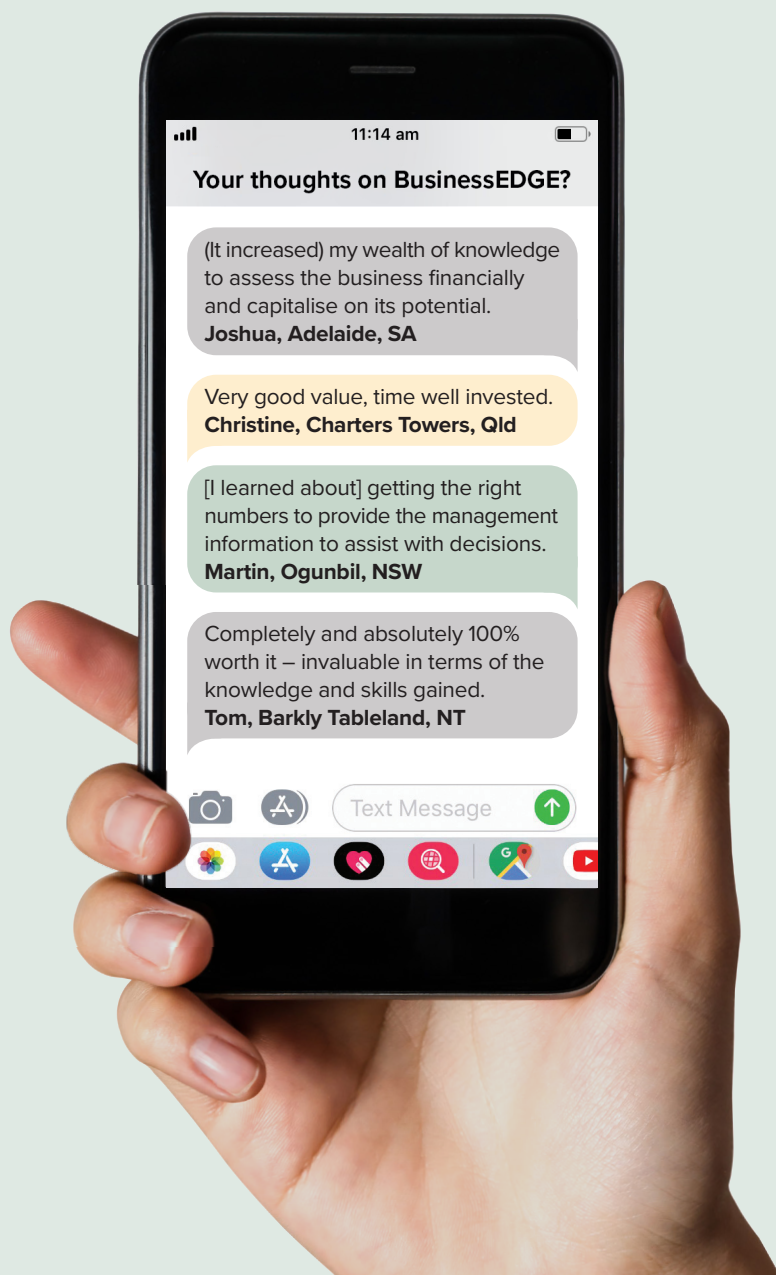 11:14 am
Your thoughts on BusinessEDGE?
(It increased) my wealth of knowledge
to assess the business financially
and capitalise on its potential.
Joshua, Adelaide, SA
Very good value, time well invested.
Christine, Charters Towers, Qld
[I learned about] getting the right
numbers to provide the management
information to assist with decisions.
Martin, Ogunbil, NSW
Completely and absolutely 100%
worth it – invaluable in terms of the
knowledge and skills gained.
Tom, Barkly Tableland, NT
Text Message
G